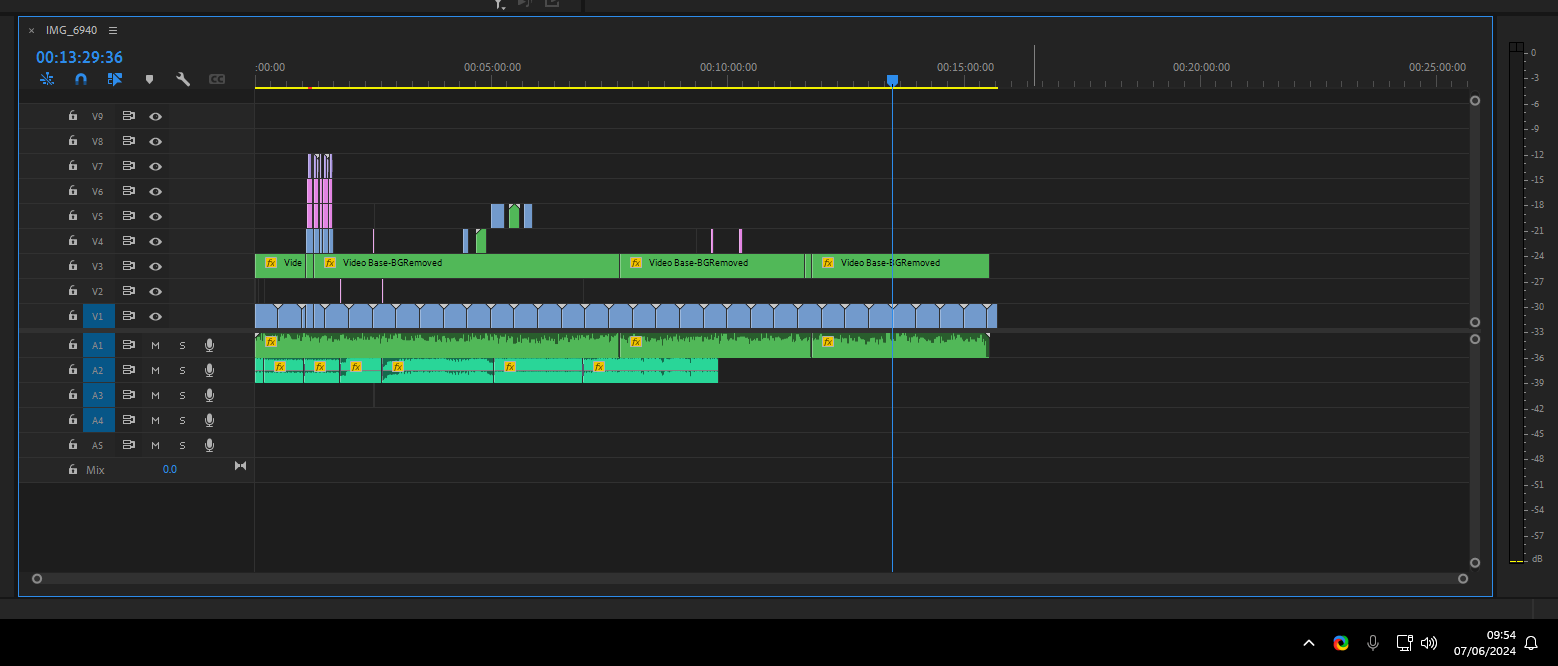 × IMG_6940 ☰
00:13:29:36
:00:00 00:05:00:00 00:10:00:00 00:15:00:00 00:20:00:00 00:25:00:00
V9
V8
V7
V6
V5
V4
V3 fx Vide fx Video Base-BGRemoved fx Video Base-BGRemoved fx Video Base-BGRemoved
V2
V1
A1 M S fx fx fx
A2 M S fx fx fx fx fx fx
A3 M S
A4 M S
A5 M S
Mix 0.0
0
-3
-6
-9
-12
-15
-18
-21
-24
-27
-30
-33
-36
-39
-42
-45
-48
-51
-54
-57
dB
09:54
07/06/2024